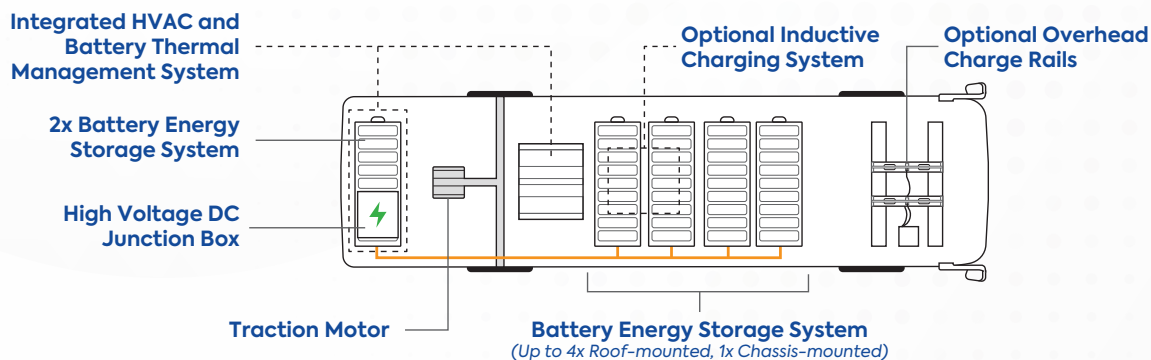 Integrated HVAC and
Battery Thermal
Management System
Optional Inductive
Charging System
Optional Overhead
Charge Rails
2x Battery Energy
Storage System
High Voltage DC
Junction Box
Traction Motor
Battery Energy Storage System
(Up to 4x Roof-mounted, 1x Chassis-mounted)